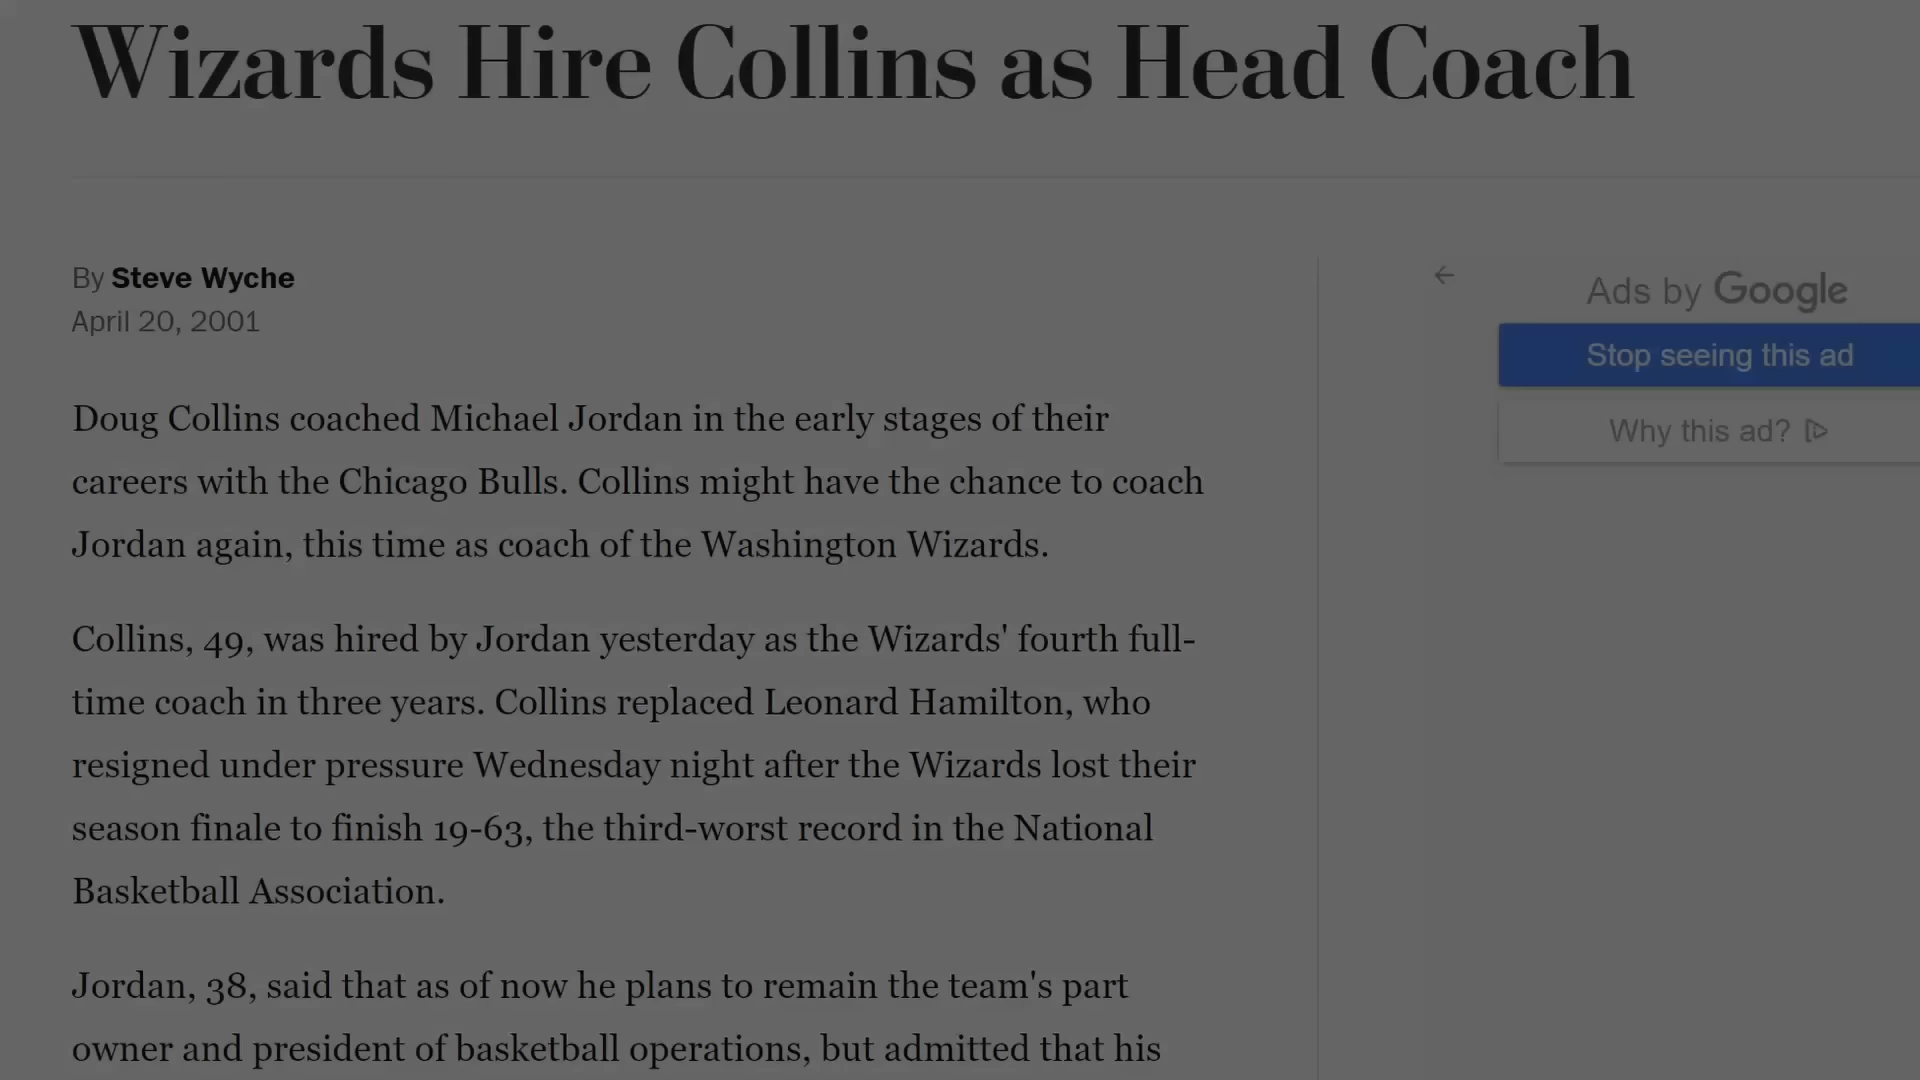 Wizards Hire Collins as Head Coach
By Steve Wyche
April 20, 2001
Ads by Google
Stop seeing this ad
Why this ad?
Doug Collins coached Michael Jordan in the early stages of their
careers with the Chicago Bulls. Collins might have the chance to coach
Jordan again, this time as coach of the Washington Wizards.
Collins, 49, was hired by Jordan yesterday as the Wizards' fourth full-
time coach in three years. Collins replaced Leonard Hamilton, who
resigned under pressure Wednesday night after the Wizards lost their
season finale to finish 19-63, the third-worst record in the National
Basketball Association.
Jordan, 38, said that as of now he plans to remain the team's part
owner and president of basketball operations, but admitted that his